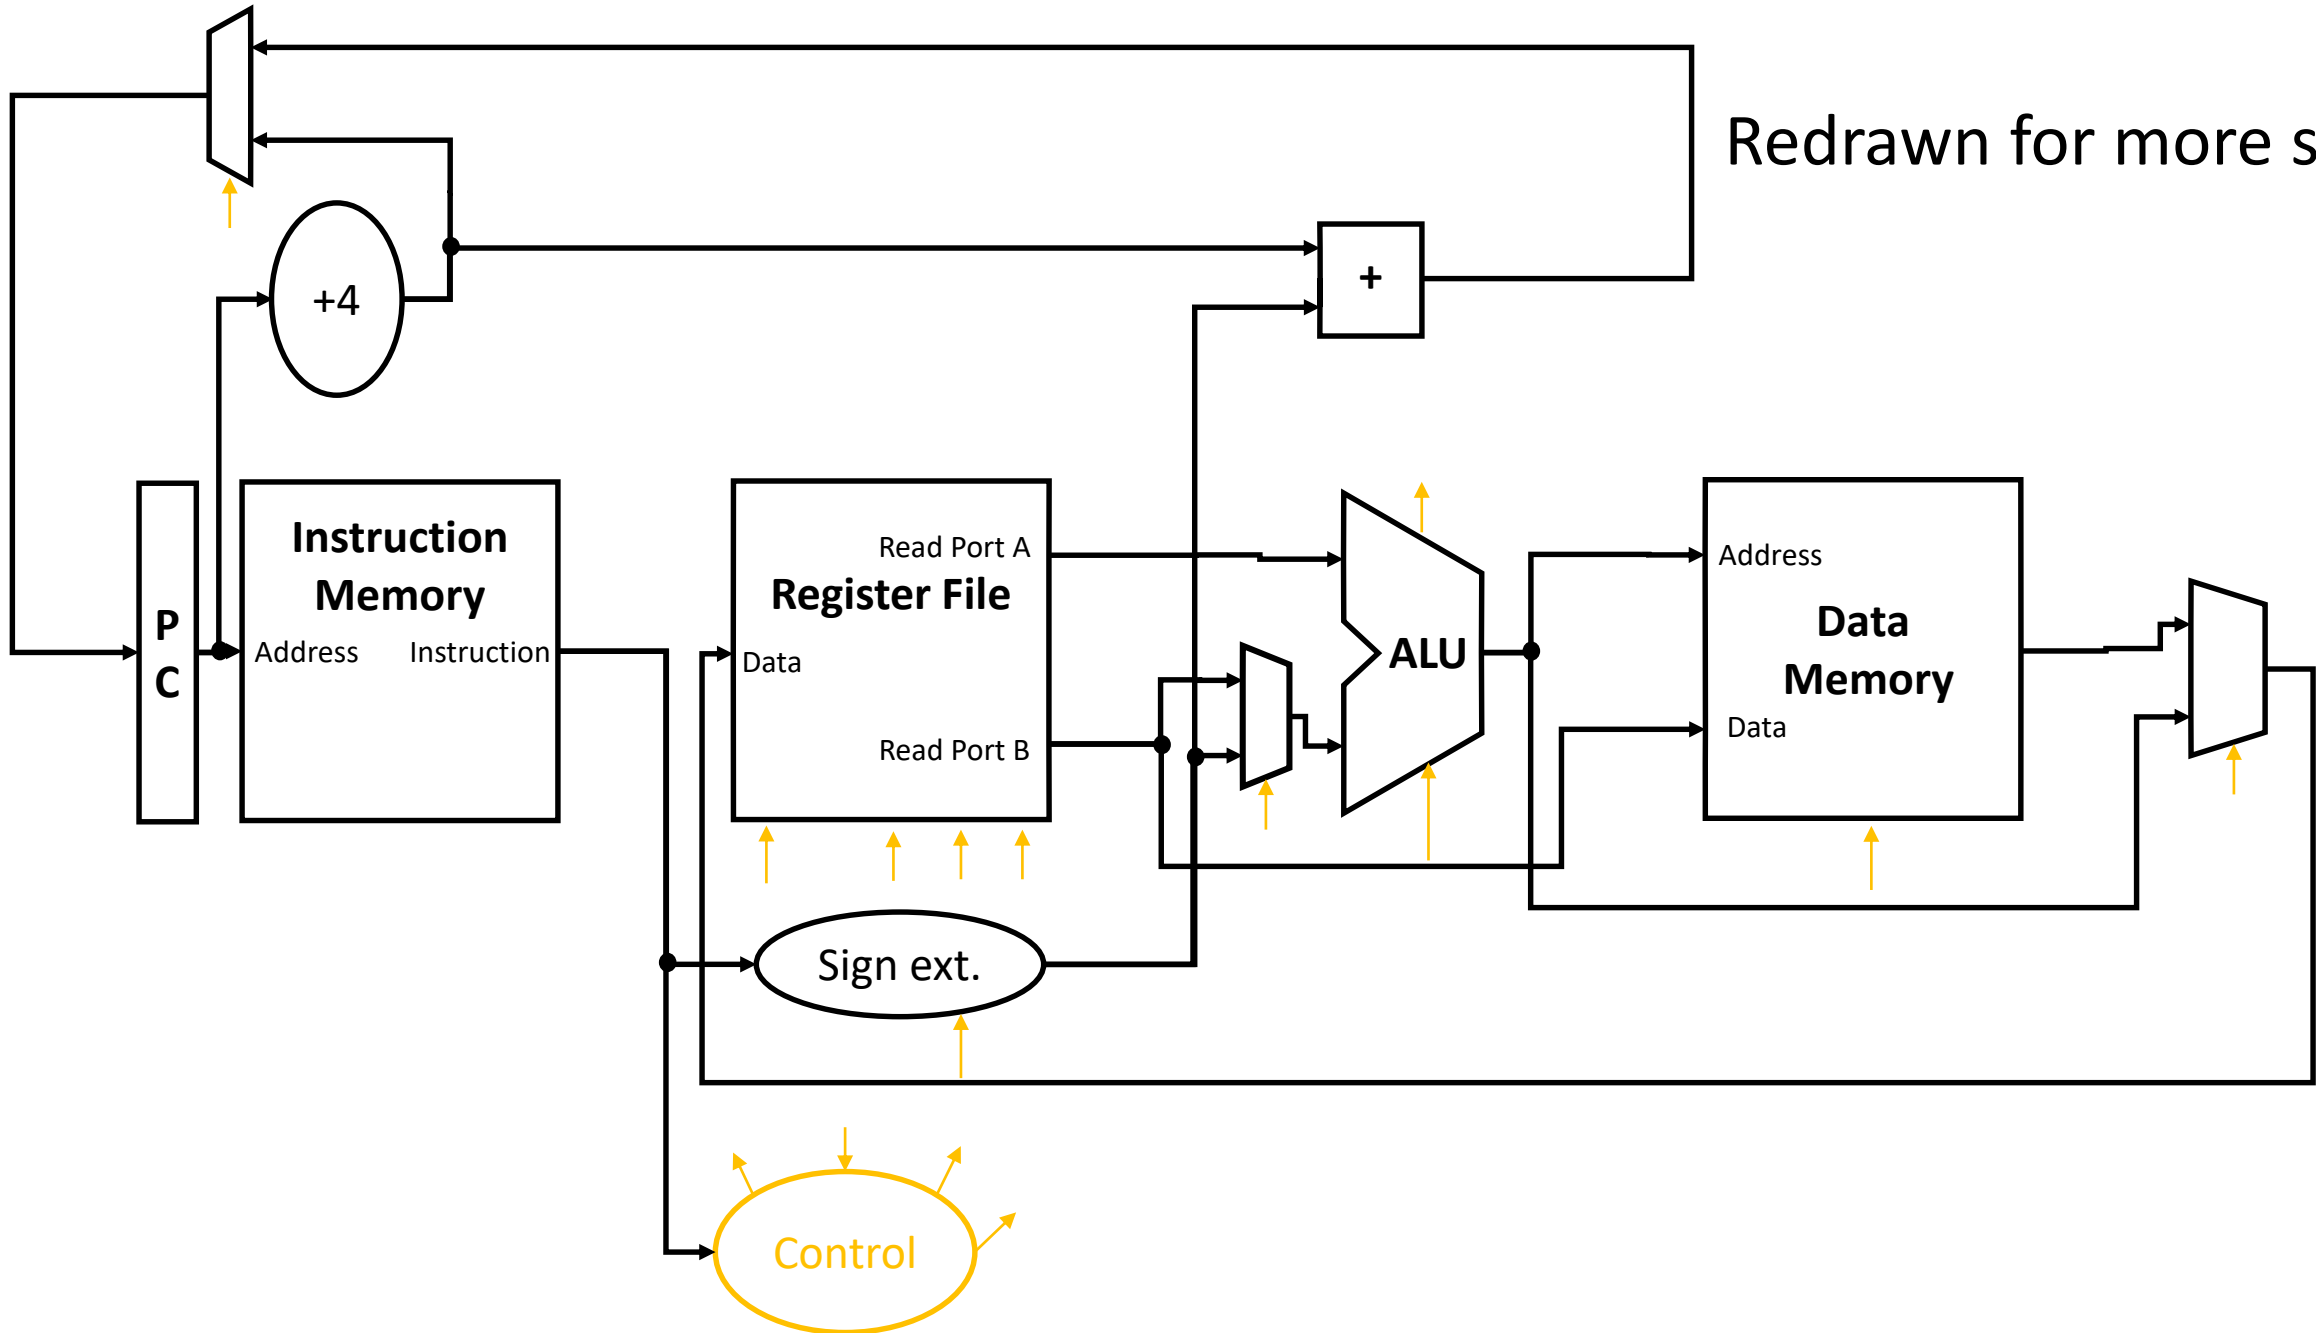 Redrawn for more s
+4
+
Instruction
Memory
Address
Instruction
P
C
Read Port A
Register File
Data
Read Port B
ALU
Address
Data
Memory
Data
Sign ext.
Control